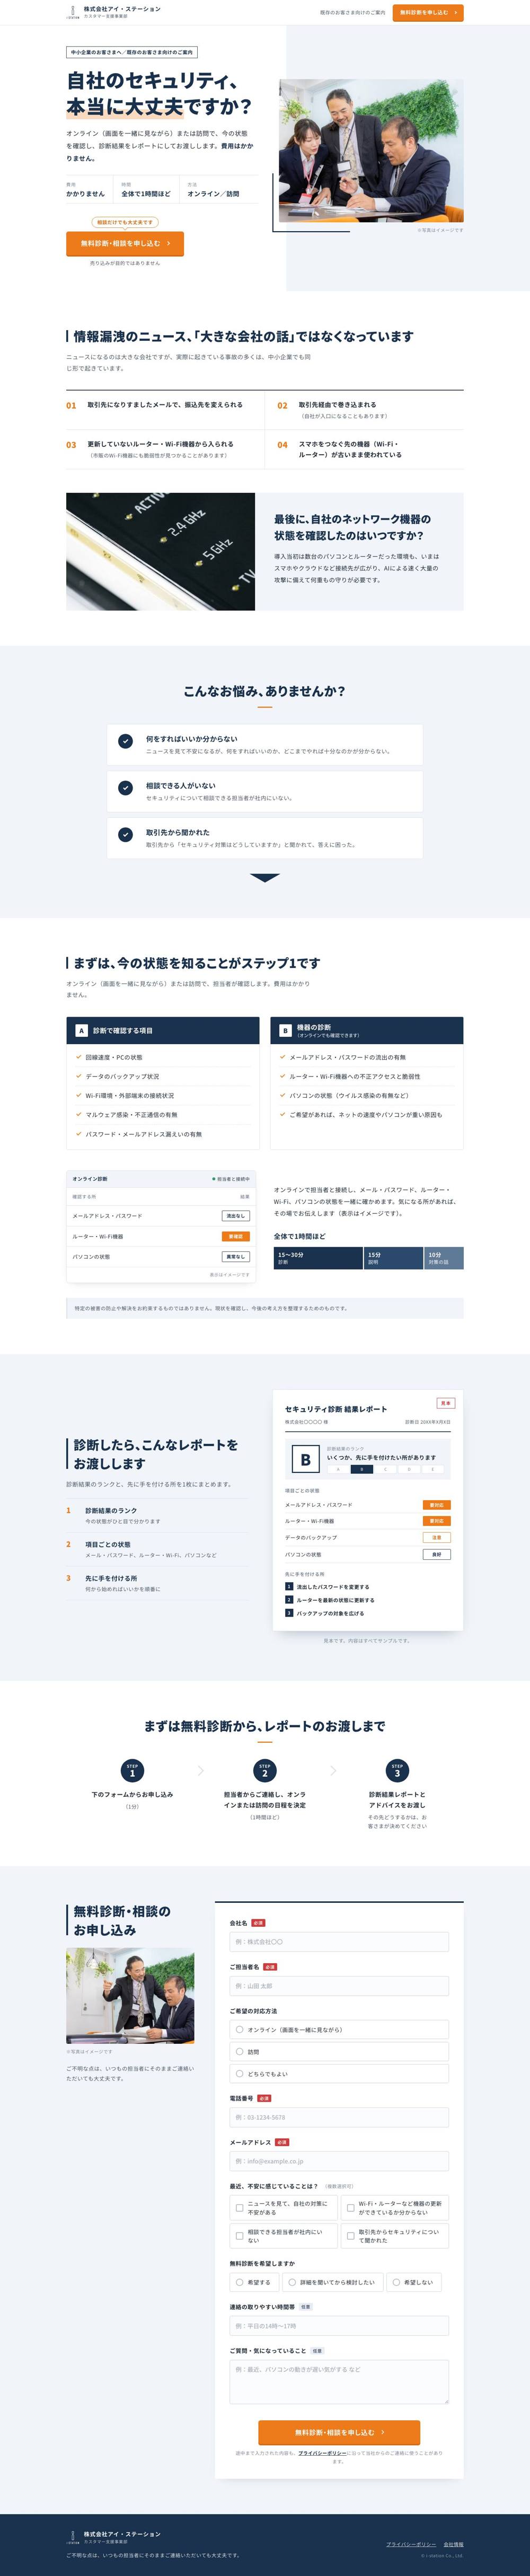 株式会社アイ・ステーション
カスタマー支援事業部
既存のお客さま向けのご案内
無料診断・相談を申し込む
中小企業のお客さまへ／既存のお客さま向けのご案内
自社のセキュリティ、
本当に大丈夫ですか？
オンライン（画面を一緒に見ながら）または訪問で、今の状態
を確認し、診断結果をレポートにしてお渡しします。費用はかか
りません。
費用
かかりません
時間
全体で1時間ほど
方法
オンライン／訪問
相談だけでも大丈夫です
無料診断・相談を申し込む
売り込みが目的ではありません
※写真はイメージです
情報漏洩のニュース、「大きな会社の話」ではなくなっています
ニュースになるのは大きな会社ですが、実際に起きている事故の多くは、中小企業でも同
じ形で起きています。
01
取引先になりすましたメールで、振込先を変えられる
02
取引先経由で巻き込まれる
（自社が入口になることもあります）
03
更新していないルーター・Wi-Fi機器から入られる
（市販のWi-Fi機器にも脆弱性が見つかることがあります）
04
スマホをつなぐ先の機器（Wi-Fi・
ルーター）が古いまま使われている
ACTIV
2.4 GHz
5 GHz
TV
最後に、自社のネットワーク機器の
状態を確認したのはいつですか？
導入当初は数台のパソコンとルーターだった環境も、いまは
スマホやクラウドなど接続先が広がり、AIによる速く大量の
攻撃に備えて何重もの守りが必要です。
こんなお悩み、ありませんか？
何をすればいいか分からない
ニュースを見て不安になるが、何をすればいいのか、どこまでやれば十分なのかが分からない。
相談できる人がいない
セキュリティについて相談できる担当者が社内にいない。
取引先から聞かれた
取引先から「セキュリティ対策はどうしていますか」と聞かれて、答えに困った。
まずは、今の状態を知ることがステップ1です
オンライン（画面を一緒に見ながら）または訪問で、担当者が確認します。費用はかかり
ません。
A
診断で確認する項目
回線速度・PCの状態
データのバックアップ状況
Wi-Fi環境・外部端末の接続状況
マルウェア感染・不正通信の有無
パスワード・メールアドレス漏えいの有無
B
機器の診断
（オンラインでも確認できます）
メールアドレス・パスワードの流出の有無
ルーター・Wi-Fi機器への不正アクセスと脆弱性
パソコンの状態（ウイルス感染の有無など）
ご希望があれば、ネットの速度やパソコンが重い原因も
オンライン診断
担当者と接続中
確認する所
結果
メールアドレス・パスワード
流出なし
ルーター・Wi-Fi機器
要確認
パソコンの状態
異常なし
表示はイメージです
オンラインで担当者と接続し、メール・パスワード、ルーター・
Wi-Fi、パソコンの状態を一緒に確かめます。気になる所があれば、
その場でお伝えします（表示はイメージです）。
全体で1時間ほど
15〜30分
診断
15分
説明
10分
対策の話
特定の被害の防止や解決をお約束するものではありません。現状を確認し、今後の考え方を整理するためのものです。
診断したら、こんなレポートを
お渡しします
診断結果のランクと、先に手を付ける所を1枚にまとめます。
1
診断結果のランク
今の状態がひと目で分かります
2
項目ごとの状態
メール・パスワード、ルーター・Wi-Fi、パソコンなど
3
先に手を付ける所
何から始めればいいかを順番に
見本
セキュリティ診断 結果レポート
株式会社〇〇〇〇 様
診断日 20XX年X月X日
B
診断結果のランク
いくつか、先に手を付けたい所があります
A
B
C
D
E
項目ごとの状態
メールアドレス・パスワード
要対応
ルーター・Wi-Fi機器
要対応
データのバックアップ
注意
パソコンの状態
良好
先に手を付ける所
1
流出したパスワードを変更する
2
ルーターを最新の状態に更新する
3
バックアップの対象を広げる
見本です。内容はすべてサンプルです。
まずは無料診断から、レポートのお渡しまで
STEP
1
下のフォームからお申し込み
（1分）
STEP
2
担当者からご連絡し、オンラ
インまたは訪問の日程を決定
（1時間ほど）
STEP
3
診断結果レポートと
アドバイスをお渡し
その先どうするかは、お
客さまが決めてください
無料診断・相談の
お申し込み
※写真はイメージです
ご不明な点は、いつもの担当者にそのままご連絡い
ただいても大丈夫です。
会社名
必須
例：株式会社〇〇
ご担当者名
必須
例：山田 太郎
ご希望の対応方法
オンライン（画面を一緒に見ながら）
訪問
どちらでもよい
電話番号
必須
例：03-1234-5678
メールアドレス
必須
例：info@example.co.jp
最近、不安に感じていることは？
（複数選択可）
ニュースを見て、自社の対策に
不安がある
Wi-Fi・ルーターなど機器の更新
ができているか分からない
相談できる担当者が社内にい
ない
取引先からセキュリティについ
て聞かれた
無料診断を希望しますか
希望する
詳細を聞いてから検討したい
希望しない
連絡の取りやすい時間帯
任意
例：平日の14時〜17時
ご質問・気になっていること
任意
例：最近、パソコンの動きが遅い気がする など
無料診断・相談を申し込む
途中まで入力された内容も、プライバシーポリシーに沿って当社からのご連絡に使うことがあり
ます。
株式会社アイ・ステーション
カスタマー支援事業部
ご不明な点は、いつもの担当者にそのままご連絡いただいても大丈夫です。
プライバシーポリシー
会社情報
© i-station Co., Ltd.